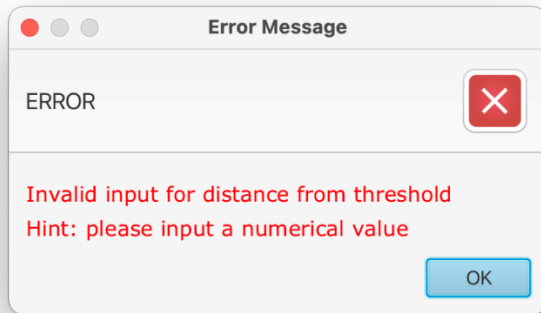 Error Message
ERROR
Invalid input for distance from threshold
Hint: please input a numerical value
OK